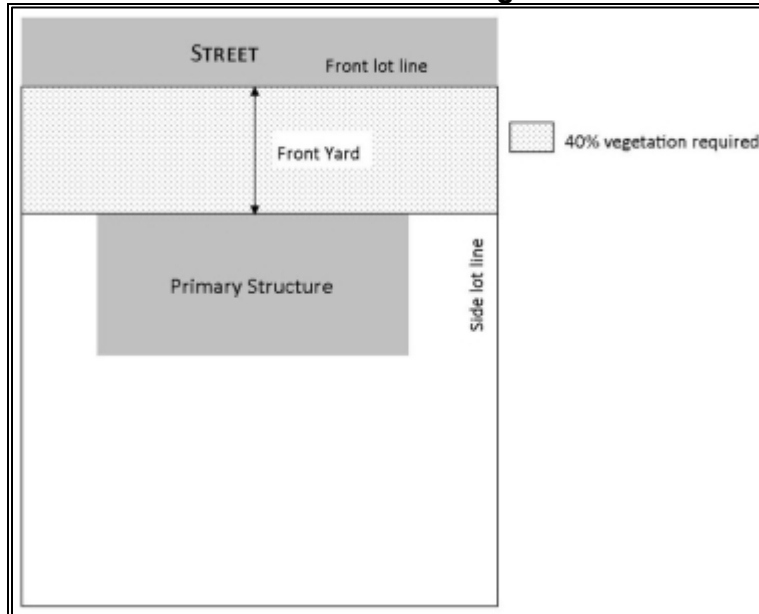 STREET
Front lot line
Front Yard
40% vegetation required
Primary Structure
Side lot line